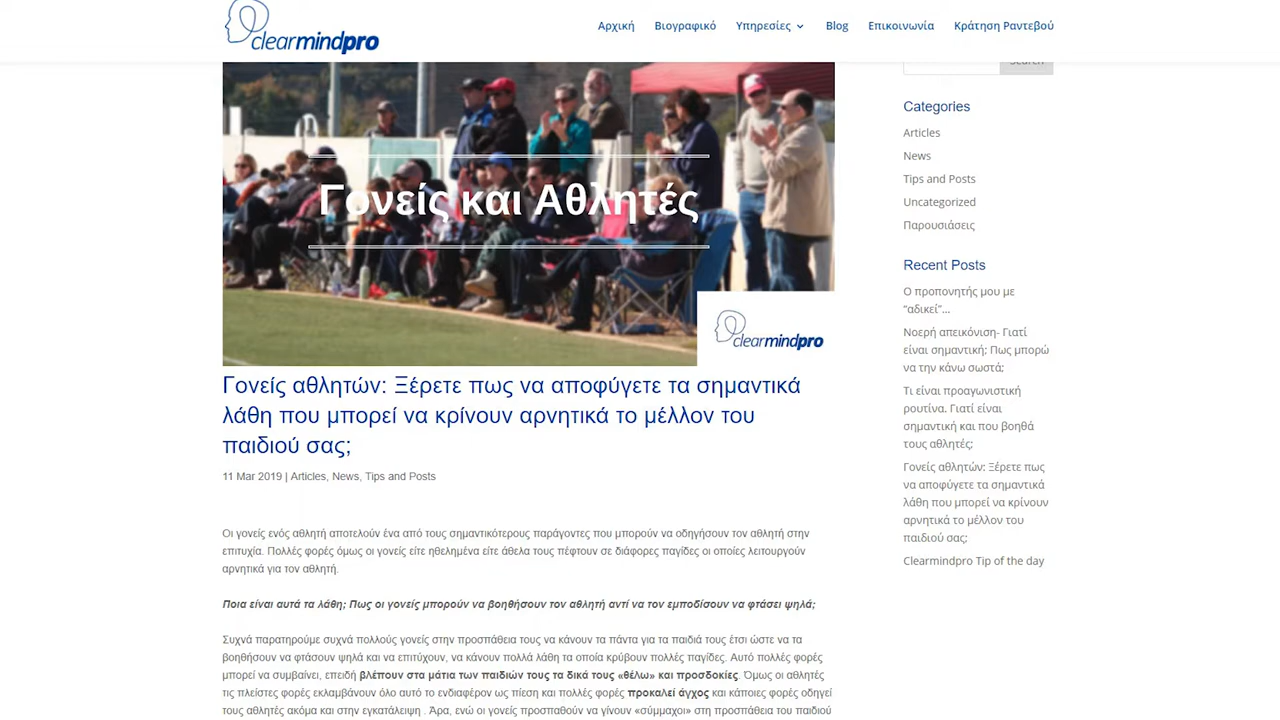 clearmindpro
Αρχική
Βιογραφικό
Υπηρεσίες
Blog
Επικοινωνία
Κράτηση Ραντεβού
Γονείς και Αθλητές
clearmindpro
Γονείς αθλητών: Ξέρετε πως να αποφύγετε τα σημαντικά
λάθη που μπορεί να κρίνουν αρνητικά το μέλλον του
παιδιού σας;
11 Mar 2019 | Articles, News, Tips and Posts
Οι γονείς ενός αθλητή αποτελούν ένα από τους σημαντικότερους παράγοντες που μπορούν να οδηγήσουν τον αθλητή στην
επιτυχία. Πολλές φορές όμως οι γονείς είτε ηθελημένα είτε άθελα τους πέφτουν σε διάφορες παγίδες οι οποίες λειτουργούν
αρνητικά για τον αθλητή.
Ποια είναι αυτά τα λάθη; Πως οι γονείς μπορούν να βοηθήσουν τον αθλητή αντί να τον εμποδίσουν να φτάσει ψηλά;
Συχνά παρατηρούμε συχνά πολλούς γονείς στην προσπάθεια τους να κάνουν τα πάντα για τα παιδιά τους έτσι ώστε να τα
βοηθήσουν να φτάσουν ψηλά και να επιτύχουν, να κάνουν πολλά λάθη τα οποία κρύβουν πολλές παγίδες. Αυτό πολλές φορές
μπορεί να συμβαίνει, επειδή βλέπουν στα μάτια των παιδιών τους τα δικά τους «θέλω» και προσδοκίες. Όμως οι αθλητές
τις πλείστες φορές εκλαμβάνουν όλο αυτό το ενδιαφέρον ως πίεση και πολλές φορές προκαλεί άγχος και κάποιες φορές οδηγεί
τους αθλητές ακόμα και στην εγκατάλειψη . Άρα, ενώ οι γονείς προσπαθούν να γίνουν «σύμμαχοι» στη προσπάθεια του παιδιού
Search
Categories
Articles
News
Tips and Posts
Uncategorized
Παρουσιάσεις
Recent Posts
Ο προπονητής μου με
“αδικεί”…
Νοερή απεικόνιση- Γιατί
είναι σημαντική; Πως μπορώ
να την κάνω σωστά;
Τι είναι προαγωνιστική
ρουτίνα. Γιατί είναι
σημαντική και που βοηθά
τους αθλητές;
Γονείς αθλητών: Ξέρετε πως
να αποφύγετε τα σημαντικά
λάθη που μπορεί να κρίνουν
αρνητικά το μέλλον του
παιδιού σας;
Clearmindpro Tip of the day